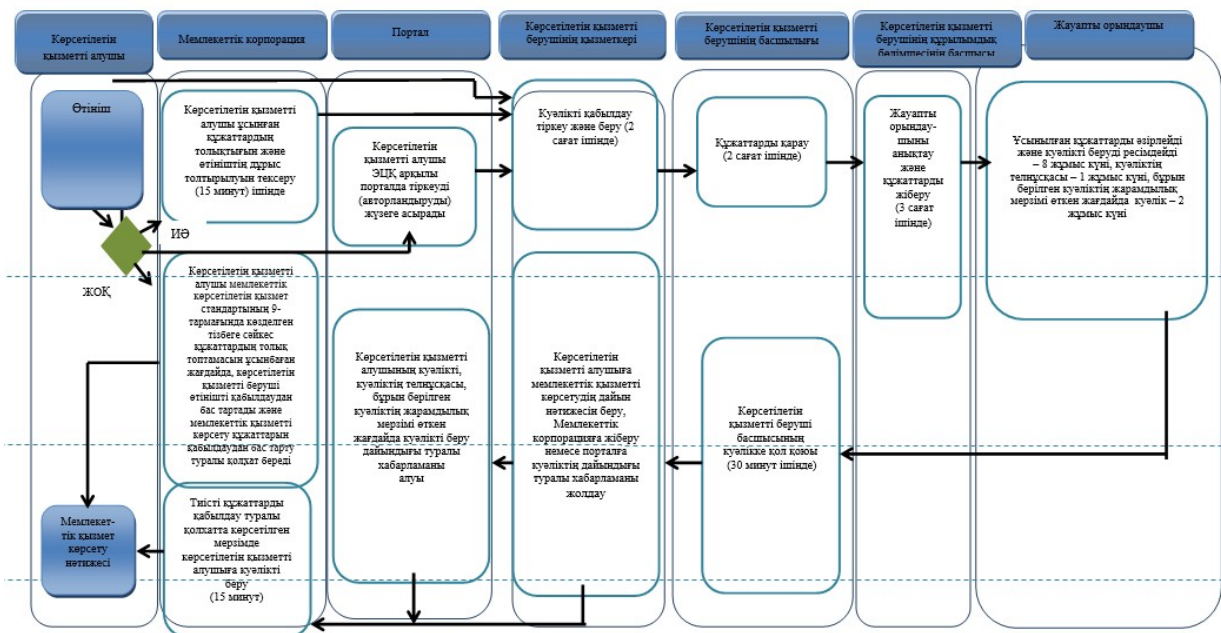 Көрсетілетін
қызметті алушы
Мемлекеттік корпорация
Портал
Көрсетілетін қызметті
берушінің қызметкері
Көрсетілетін қызметті
берушінің басшылығы
Көрсетілетін қызметті
берушінің құрылымдық
бөлімшесінің басшысы
Жауапты орындаушы
Өтініш
Көрсетілетін қызметті
алушы ұсынған
құжаттардың
толықтығын және
өтініштің дұрыс
толтырылуын тексеру
(15 минут) ішінде
Көрсетілетін
қызметті алушы
ЭЦҚ арқылы
порталда тіркеуді
(авторландыруды)
жүзеге асырады
Куәлікті қабылдау
тіркеу және беру (2
сағат ішінде)
Құжаттарды қарау
(2 сағат ішінде)
Жауапты
орындау-
шыны
анықтау
және
құжаттарды
жіберу
(3 сағат
ішінде)
Ұсынылған құжаттарды әзірлейді
және куәлікті беруді ресімдейді
– 8 жұмыс күні, куәліктің
телнұсқасы – 1 жұмыс күні, бұрын
берілген куәліктің жарамдылық
мерзімі өткен жағдайда куәлік – 2
жұмыс күні
ИӘ
ЖОҚ
Көрсетілетін қызметті
алушы мемлекеттік
көрсетілетін қызмет
стандартының 9-
тармағында көзделген
тізбеге сәйкес
құжаттардың толық
топтамасын ұсынбаған
жағдайда, көрсетілетін
қызметті беруші
өтінішті қабылдаудан
бас тартады және
мемлекеттік қызметті
көрсету құжаттарын
қабылдаудан бас тарту
туралы қолхат береді
Көрсетілетін қызметті
алушының куәлікті,
куәліктің телнұсқасы,
бұрын берілген
куәліктің жарамдылық
мерзімі өткен
жағдайда куәлікті беру
дайындығы туралы
хабарламаны
алуы
Көрсетілетін
қызметті алушыға
мемлекеттік қызметті
көрсетудің дайын
нәтижесін беру,
Мемлекеттік
корпорацияға жіберу
немесе порталға
куәліктің дайындығы
туралы хабарламаны
жолдау
Көрсетілетін
қызметті беруші
басшысының
куәлікке қол қоюы
(30 минут ішінде)
Мемлекет-
тік қызмет
көрсету
нәтижесі
Тиісті құжаттарды
қабылдау туралы
қолхатта көрсетілген
мерзімде
көрсетілетін қызметті
алушыға куәлікті
беру
(15 минут)